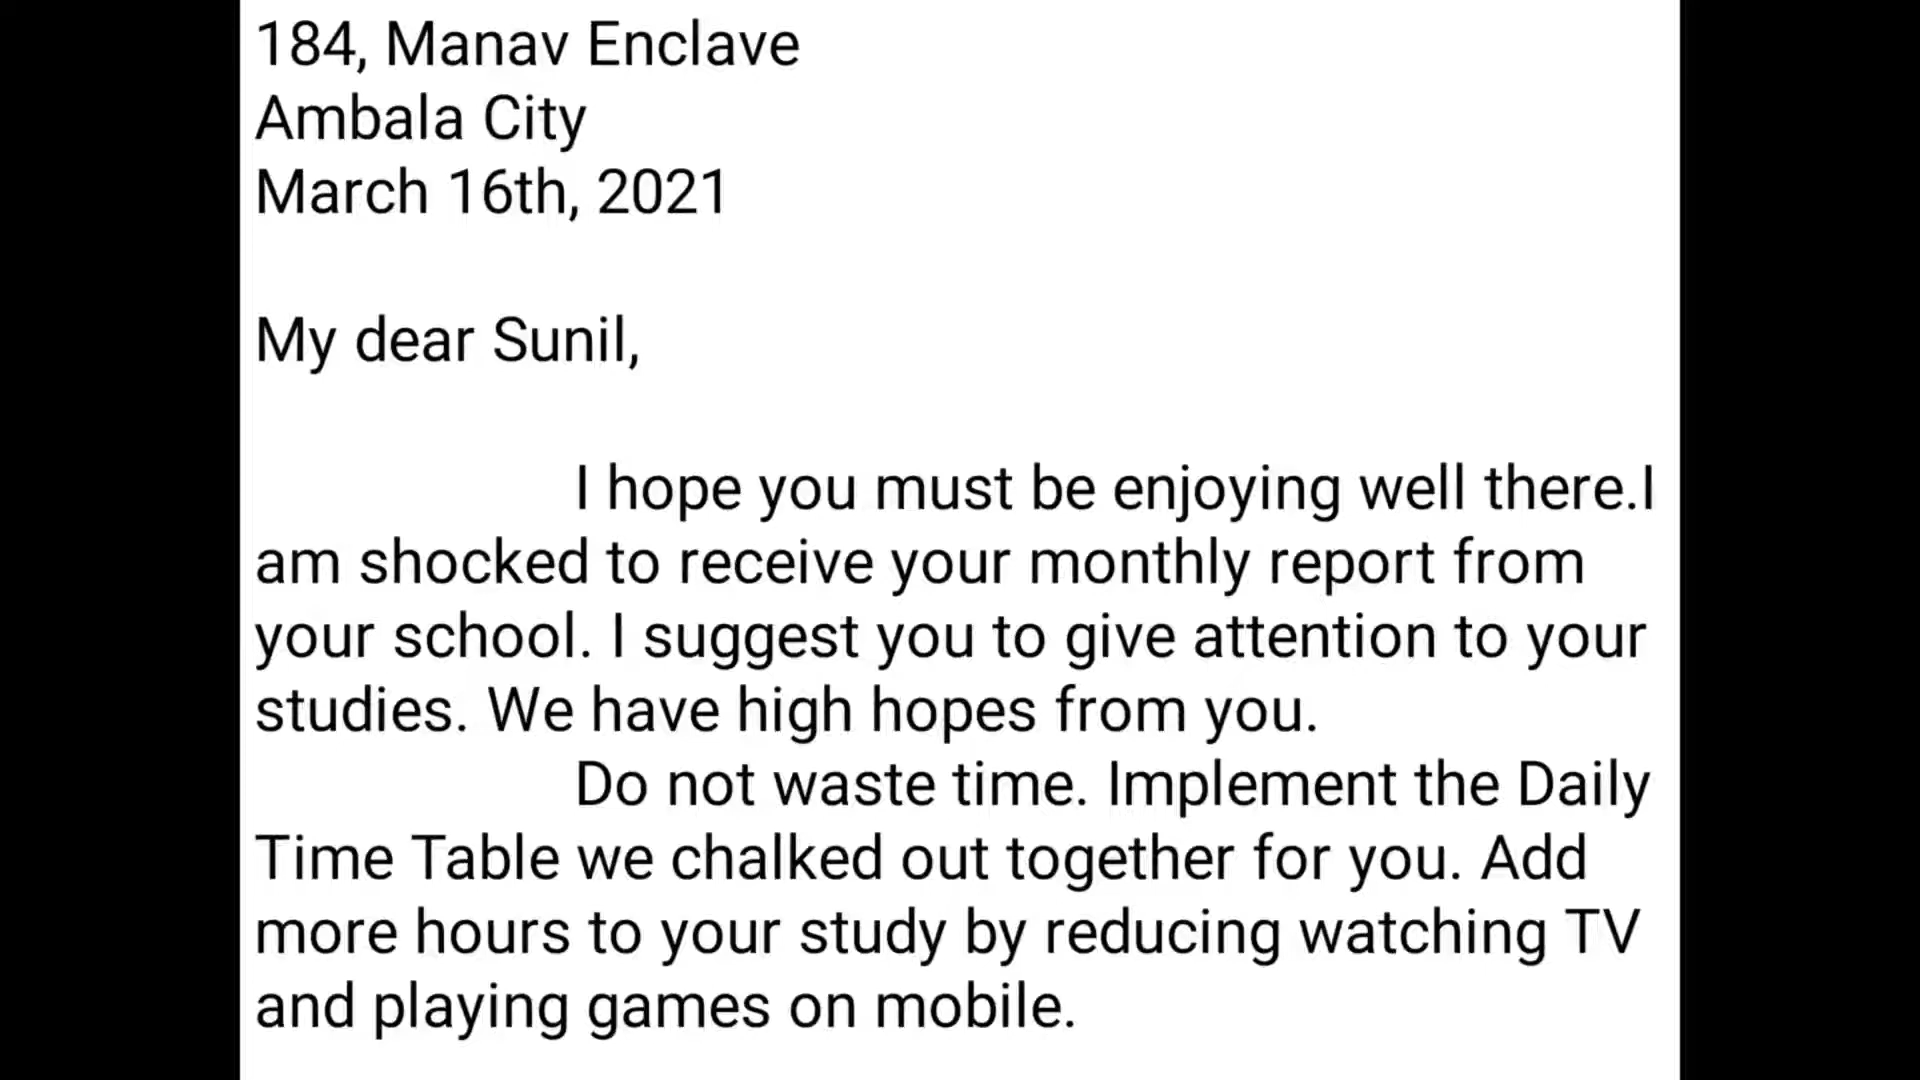 184, Manav Enclave
Ambala City
March 16th, 2021
My dear Sunil,
I hope you must be enjoying well there.I
am shocked to receive your monthly report from
your school. I suggest you to give attention to your
studies. We have high hopes from you.
Do not waste time. Implement the Daily
Time Table we chalked out together for you. Add
more hours to your study by reducing watching TV
and playing games on mobile.